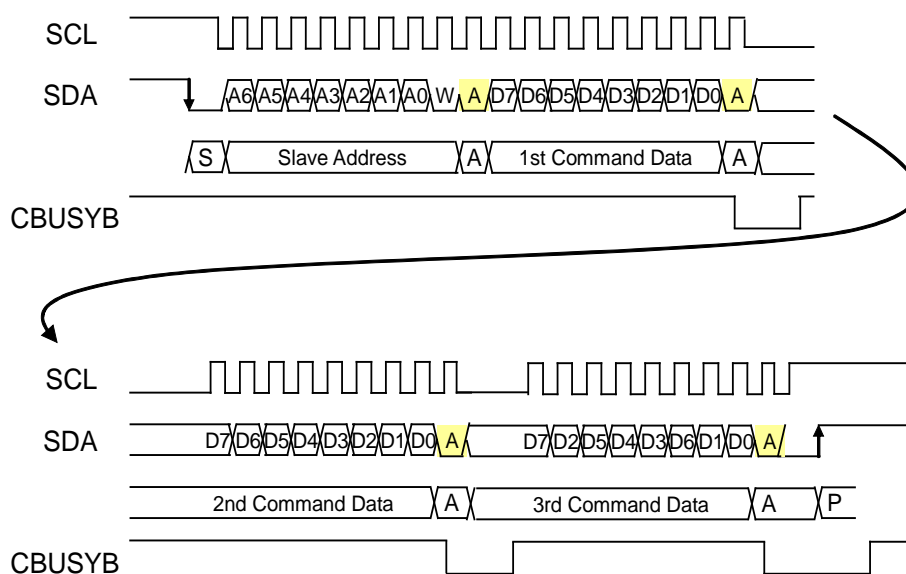 SCL
SDA A6 A5 A4 A3 A2 A1 A0 W A D7 D6 D5 D4 D3 D2 D1 D0 A
S Slave Address A 1st Command Data A
CBUSYB
SCL
SDA D7 D6 D5 D4 D3 D2 D1 D0 A D7 D2 D5 D4 D3 D6 D1 D0 A
2nd Command Data A 3rd Command Data A P
CBUSYB